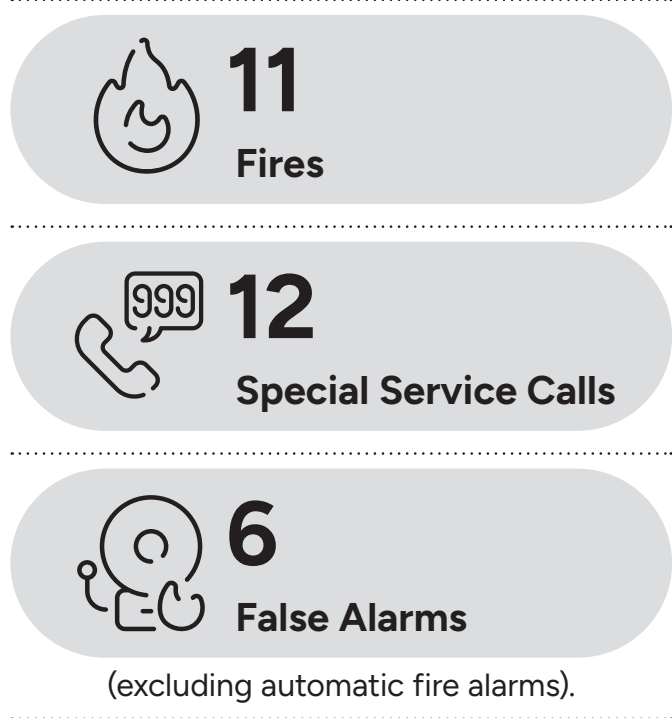 11
Fires
999
12
Special Service Calls
6
False Alarms
(excluding automatic fire alarms).